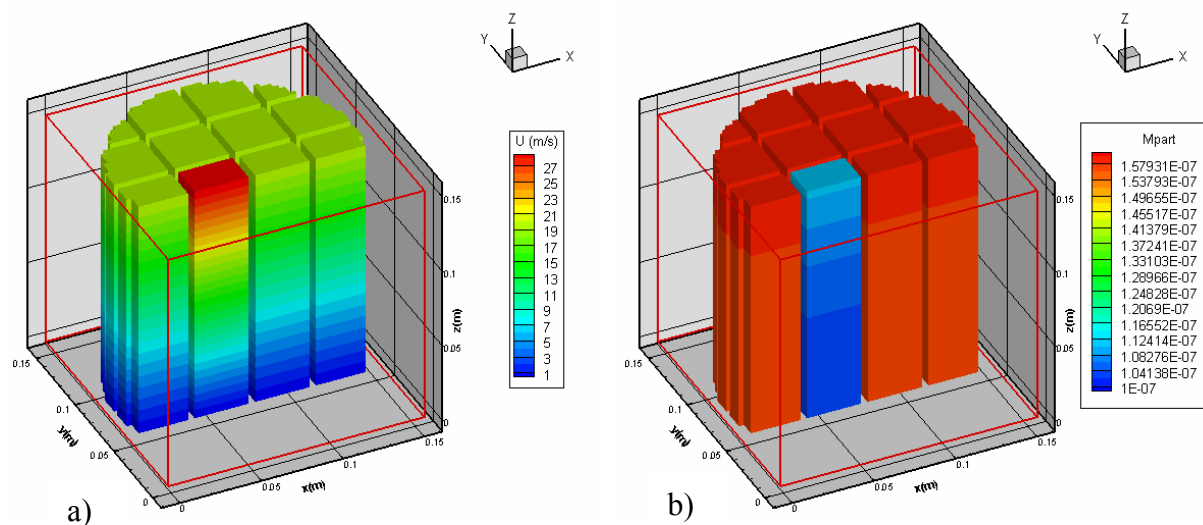 Z
Y
X
U (m/s)
27
25
23
21
19
17
15
13
11
9
7
5
3
1
0.15
0.1
0.05
0
z(m)
0.15
0.1
y(m)
0.05
0
0
0.05
x(m)
0.1
0.15
a)
Z
Y
X
Mpart
1.57931E-07
1.53793E-07
1.49655E-07
1.45517E-07
1.41379E-07
1.37241E-07
1.33103E-07
1.28966E-07
1.24828E-07
1.2069E-07
1.16552E-07
1.12414E-07
1.08276E-07
1.04138E-07
1E-07
0.15
0.1
0.05
0
z(m)
0.15
0.1
y(m)
0.05
0
0
0.05
x(m)
0.1
0.15
b)